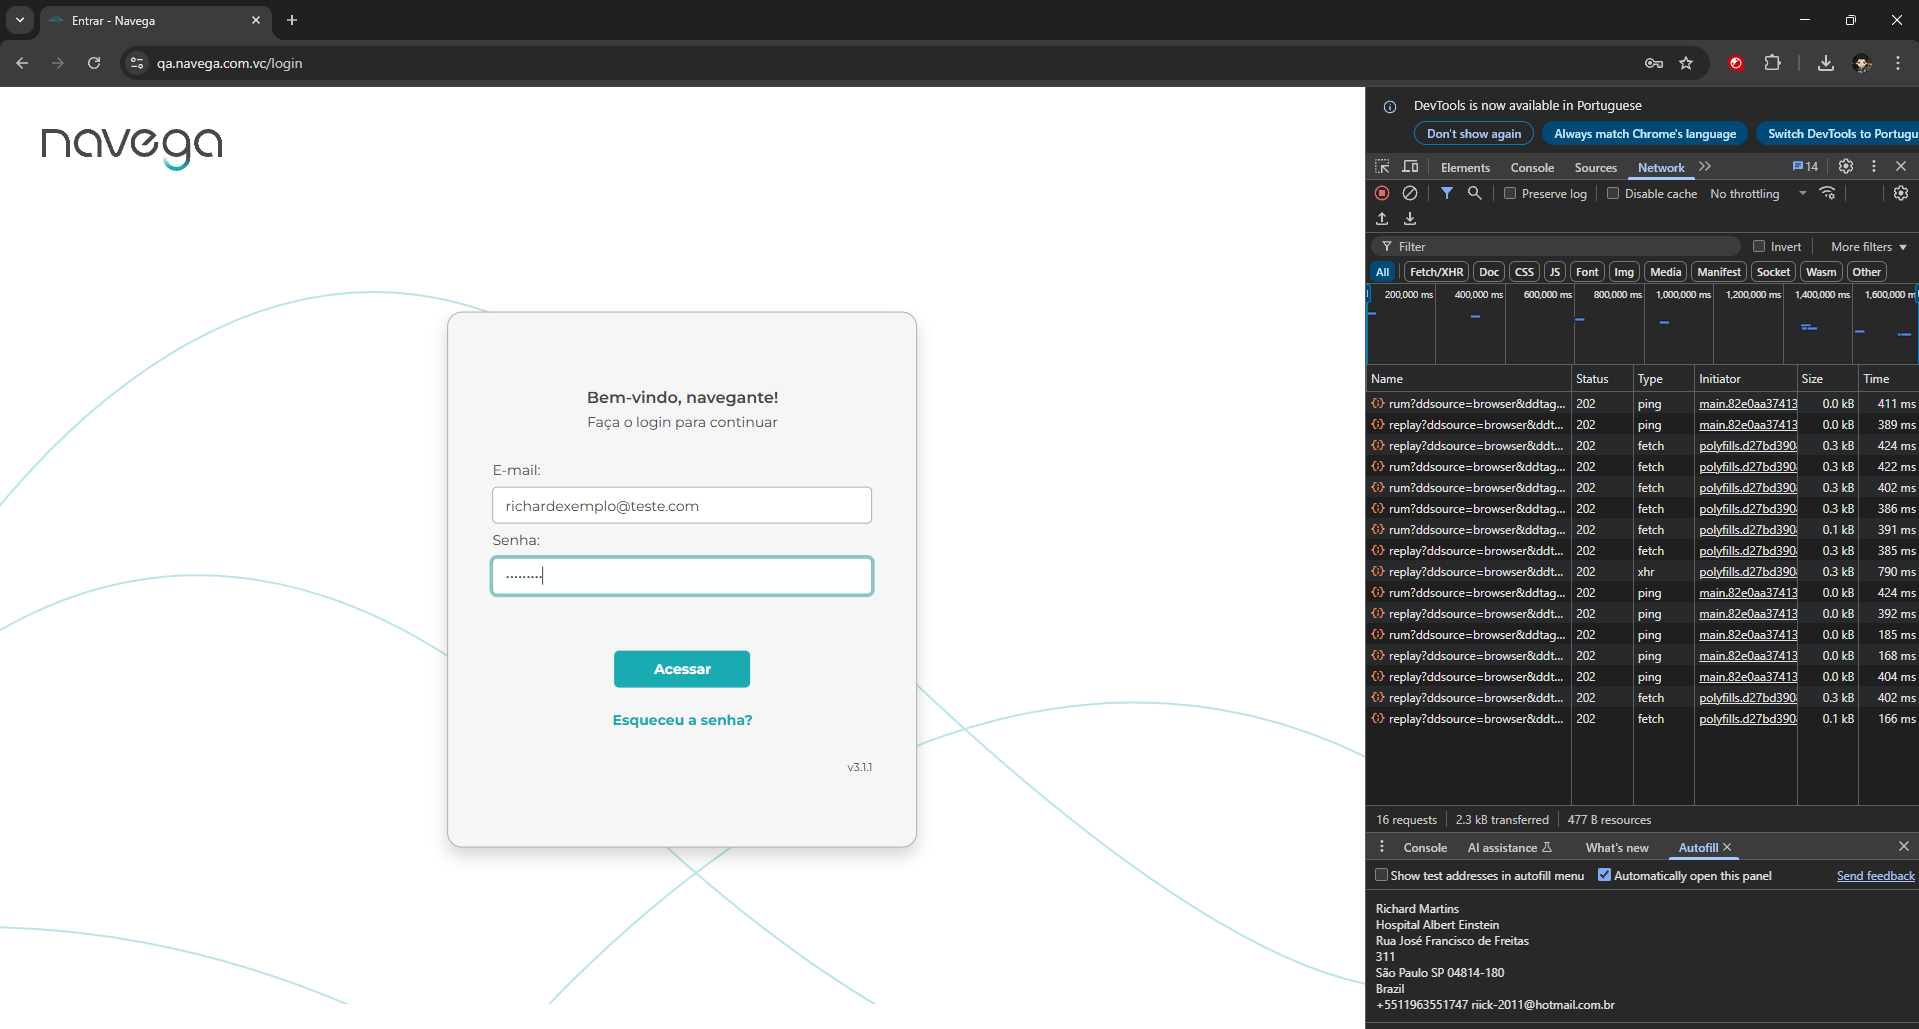 Entrar - Navega
qa.navega.com.vc/login
navega
Bem-vindo, navegante!
Faça o login para continuar
E-mail:
richardexemplo@teste.com
Senha:
Acessar
Esqueceu a senha?
v3.1.1
DevTools is now available in Portuguese
Don't show again Always match Chrome's language Switch DevTools to Portugu
Elements Console Sources Network 14
Preserve log Disable cache No throttling
Filter Invert More filters
All Fetch/XHR Doc CSS JS Font Img Media Manifest Socket Wasm Other
200,000 ms 400,000 ms 600,000 ms 800,000 ms 1,000,000 ms 1,200,000 ms 1,400,000 ms 1,600,000 m
Name Status Type Initiator Size Time
rum?ddsource=browser&ddtag... 202 ping main.82e0aa37413 0.0 kB 411 ms
replay?ddsource=browser&ddt... 202 ping main.82e0aa37413 0.0 kB 389 ms
replay?ddsource=browser&ddt... 202 fetch polyfills.d27bd390 0.3 kB 424 ms
rum?ddsource=browser&ddtag... 202 fetch polyfills.d27bd390 0.3 kB 422 ms
rum?ddsource=browser&ddtag... 202 fetch polyfills.d27bd390 0.3 kB 402 ms
rum?ddsource=browser&ddtag... 202 fetch polyfills.d27bd390 0.3 kB 386 ms
rum?ddsource=browser&ddtag... 202 fetch polyfills.d27bd390 0.1 kB 391 ms
replay?ddsource=browser&ddt... 202 fetch polyfills.d27bd390 0.3 kB 385 ms
replay?ddsource=browser&ddt... 202 xhr polyfills.d27bd390 0.3 kB 790 ms
rum?ddsource=browser&ddtag... 202 ping main.82e0aa37413 0.0 kB 424 ms
replay?ddsource=browser&ddt... 202 ping main.82e0aa37413 0.0 kB 392 ms
rum?ddsource=browser&ddtag... 202 ping main.82e0aa37413 0.0 kB 185 ms
replay?ddsource=browser&ddt... 202 ping main.82e0aa37413 0.0 kB 168 ms
replay?ddsource=browser&ddt... 202 ping main.82e0aa37413 0.0 kB 404 ms
replay?ddsource=browser&ddt... 202 fetch polyfills.d27bd390 0.3 kB 402 ms
replay?ddsource=browser&ddt... 202 fetch polyfills.d27bd390 0.1 kB 166 ms
16 requests 2.3 kB transferred 477 B resources
Console AI assistance What's new Autofill
Show test addresses in autofill menu Automatically open this panel Send feedback
Richard Martins
Hospital Albert Einstein
Rua José Francisco de Freitas
311
São Paulo SP 04814-180
Brazil
+5511963551747 riick-2011@hotmail.com.br